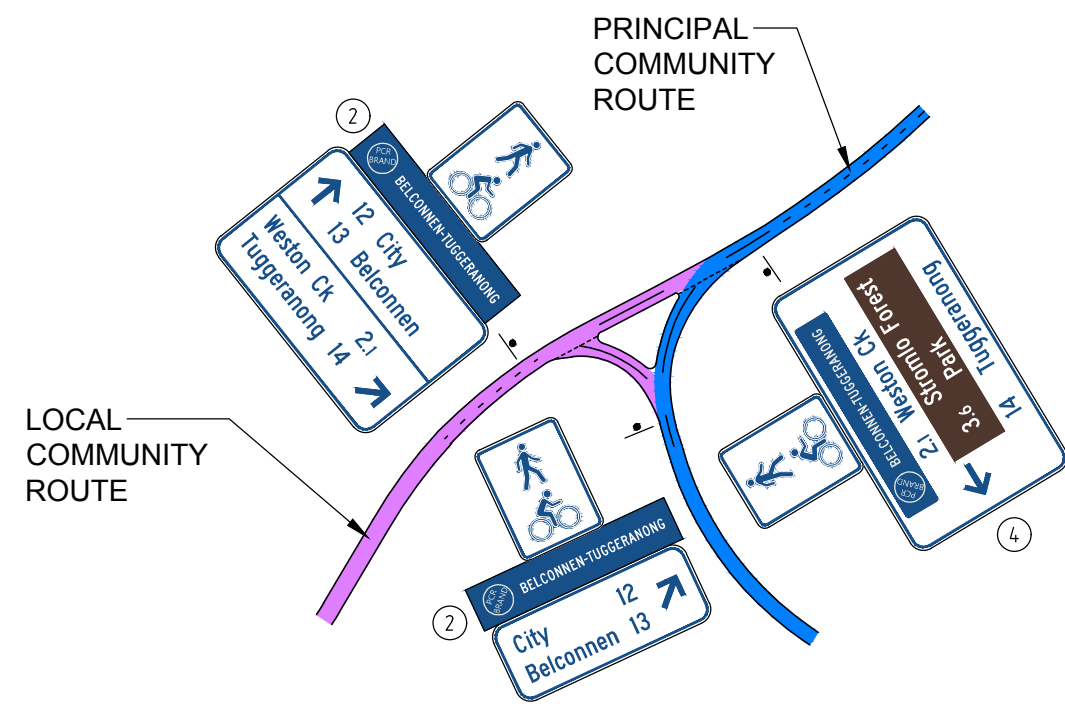 PRINCIPAL
COMMUNITY
ROUTE
2
PCR
BRAND
BELCONNEN-TUGGERANONG
12 City
13 Belconnen
Weston Ck 2.1
Tuggeranong 14
LOCAL
COMMUNITY
ROUTE
2
PCR
BRAND
BELCONNEN-TUGGERANONG
City 12
Belconnen 13
PCR
BRAND
BELCONNEN-TUGGERANONG
2.1 Weston Ck
Stromlo Forest
3.6 Park
14 Tuggeranong
4